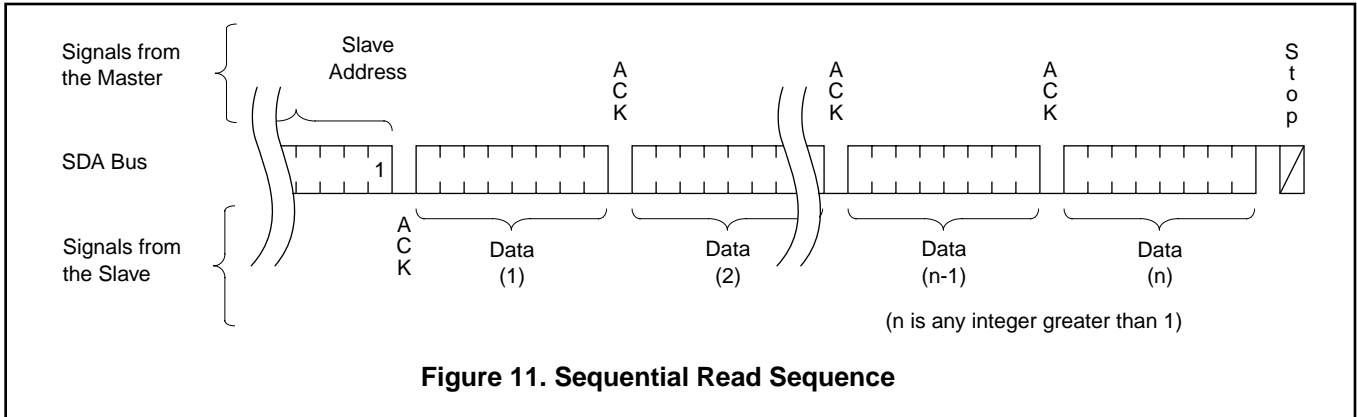 Signals from
the Master
Slave
Address
A
C
K
A
C
K
A
C
K
S
t
o
p
SDA Bus
1
Signals from
the Slave
A
C
K
Data
(1)
Data
(2)
Data
(n-1)
Data
(n)
(n is any integer greater than 1)
Figure 11. Sequential Read Sequence